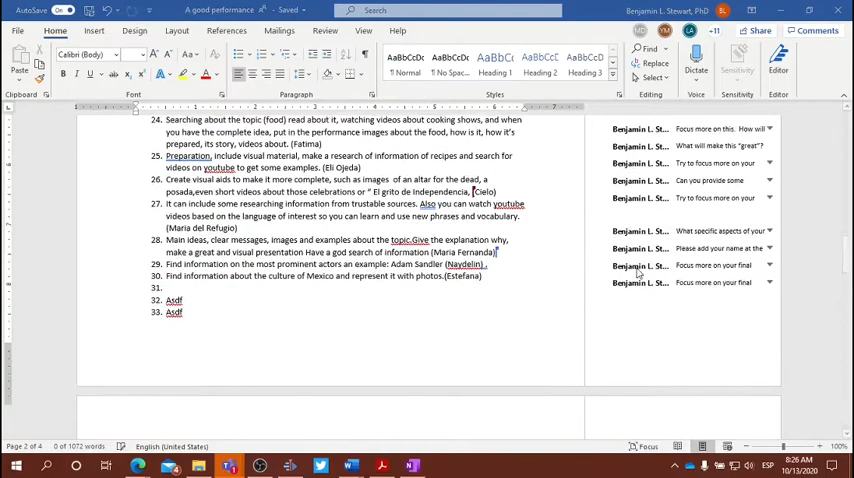 AutoSave On A good performance - Saved Search Benjamin L. Stewart, PhD BL
File Home Insert Draw Design Layout References Mailings Review View Help MD YM LA +11 Share Comments
Paste Calibri (Body) Aa Find Replace Select Dictate Sensitivity Editor
B I U ab x A
AaBbCcDc AaBbCcDc AaBbCc AaBbCcD
¶ Normal ¶ No Spac... Heading 1 Heading 2
Clipboard Font Paragraph Styles Editing Voice Sensitivity Editor
24. Searching about the topic (food) read about it, watching videos about cooking shows, and when
you have the complete idea, put in the performance images about the food, how is it, how it's
prepared, its story, videos about. (Fatima)
25. Preparation, include visual material, make a research of information of recipes and search for
videos on youtube to get some examples. (Eli Ojeda)
26. Create visual aids to make it more complete, such as images of an altar for the dead, a
posada,even short videos about those celebrations or " El grito de Independencia, (Cielo)
27. It can include some researching information from trustable sources. Also you can watch youtube
videos based on the language of interest so you can learn and use new phrases and vocabulary.
(Maria del Refugio)
28. Main ideas, clear messages, images and examples about the topic.Give the explanation why,
make a great and visual presentation Have a god search of information (Maria Fernanda)
29. Find information on the most prominent actors an example: Adam Sandler (Naydelin) .
30. Find information about the culture of Mexico and represent it with photos.(Estefana)
31.
32. Asdf
33. Asdf
Benjamin L. St... Focus more on this. How will
Benjamin L. St... What will make this "great"?
Benjamin L. St... Try to focus more on your
Benjamin L. St... Can you provide some
Benjamin L. St... Try to focus more on your
Benjamin L. St... What specific aspects of your
Benjamin L. St... Please add your name at the
Benjamin L. St... Focus more on your final
Benjamin L. St... Focus more on your final
Page 2 of 4 0 of 1072 words English (United States) Focus 100%
ESP 8:26 AM
10/13/2020